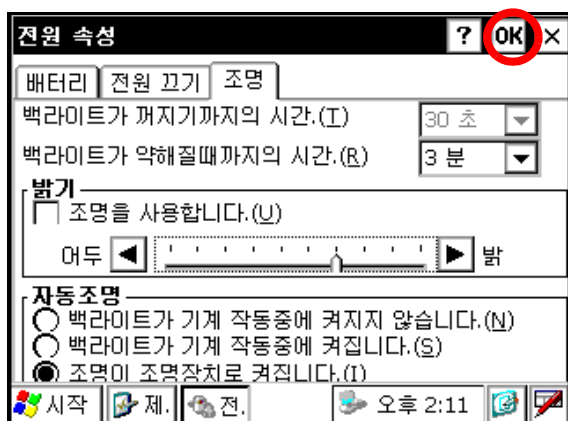 전원 속성 ? OK ×
배터리 전원 끄기 조명
백라이트가 꺼지기까지의 시간.(T) 30 초
백라이트가 약해질때까지의 시간.(R) 3 분
밝기
조명을 사용합니다.(U)
어두 밝
자동조명
백라이트가 기계 작동중에 켜지지 않습니다.(N)
백라이트가 기계 작동중에 켜집니다.(S)
조명이 조명장치로 켜집니다.(I)
시작 제. 전. 오후 2:11